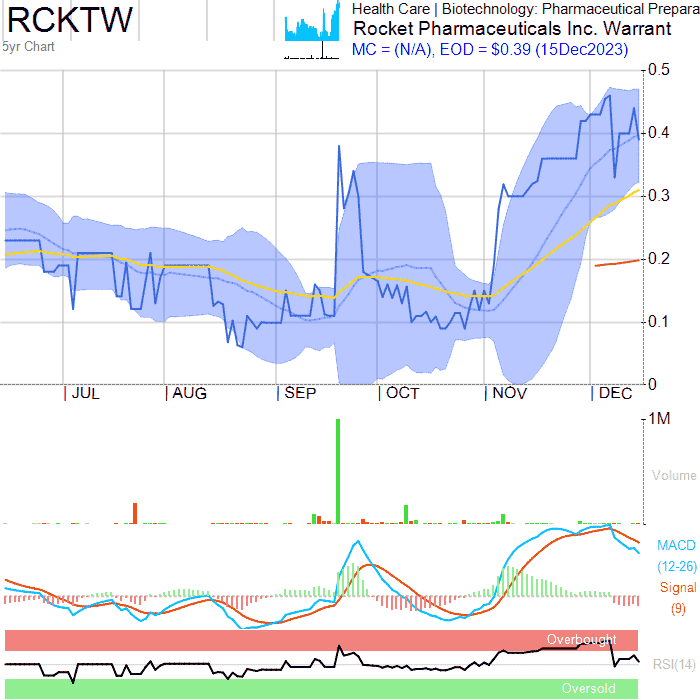 RCKTW
5yr Chart
Health Care | Biotechnology: Pharmaceutical Prepara
Rocket Pharmaceuticals Inc. Warrant
MC = (N/A), EOD = $0.39 (15Dec2023)
0.5
0.4
0.3
0.2
0.1
0
JUL AUG SEP OCT NOV DEC
1M
Volume
MACD
(12-26)
Signal
(9)
Overbought
RSI(14)
Oversold